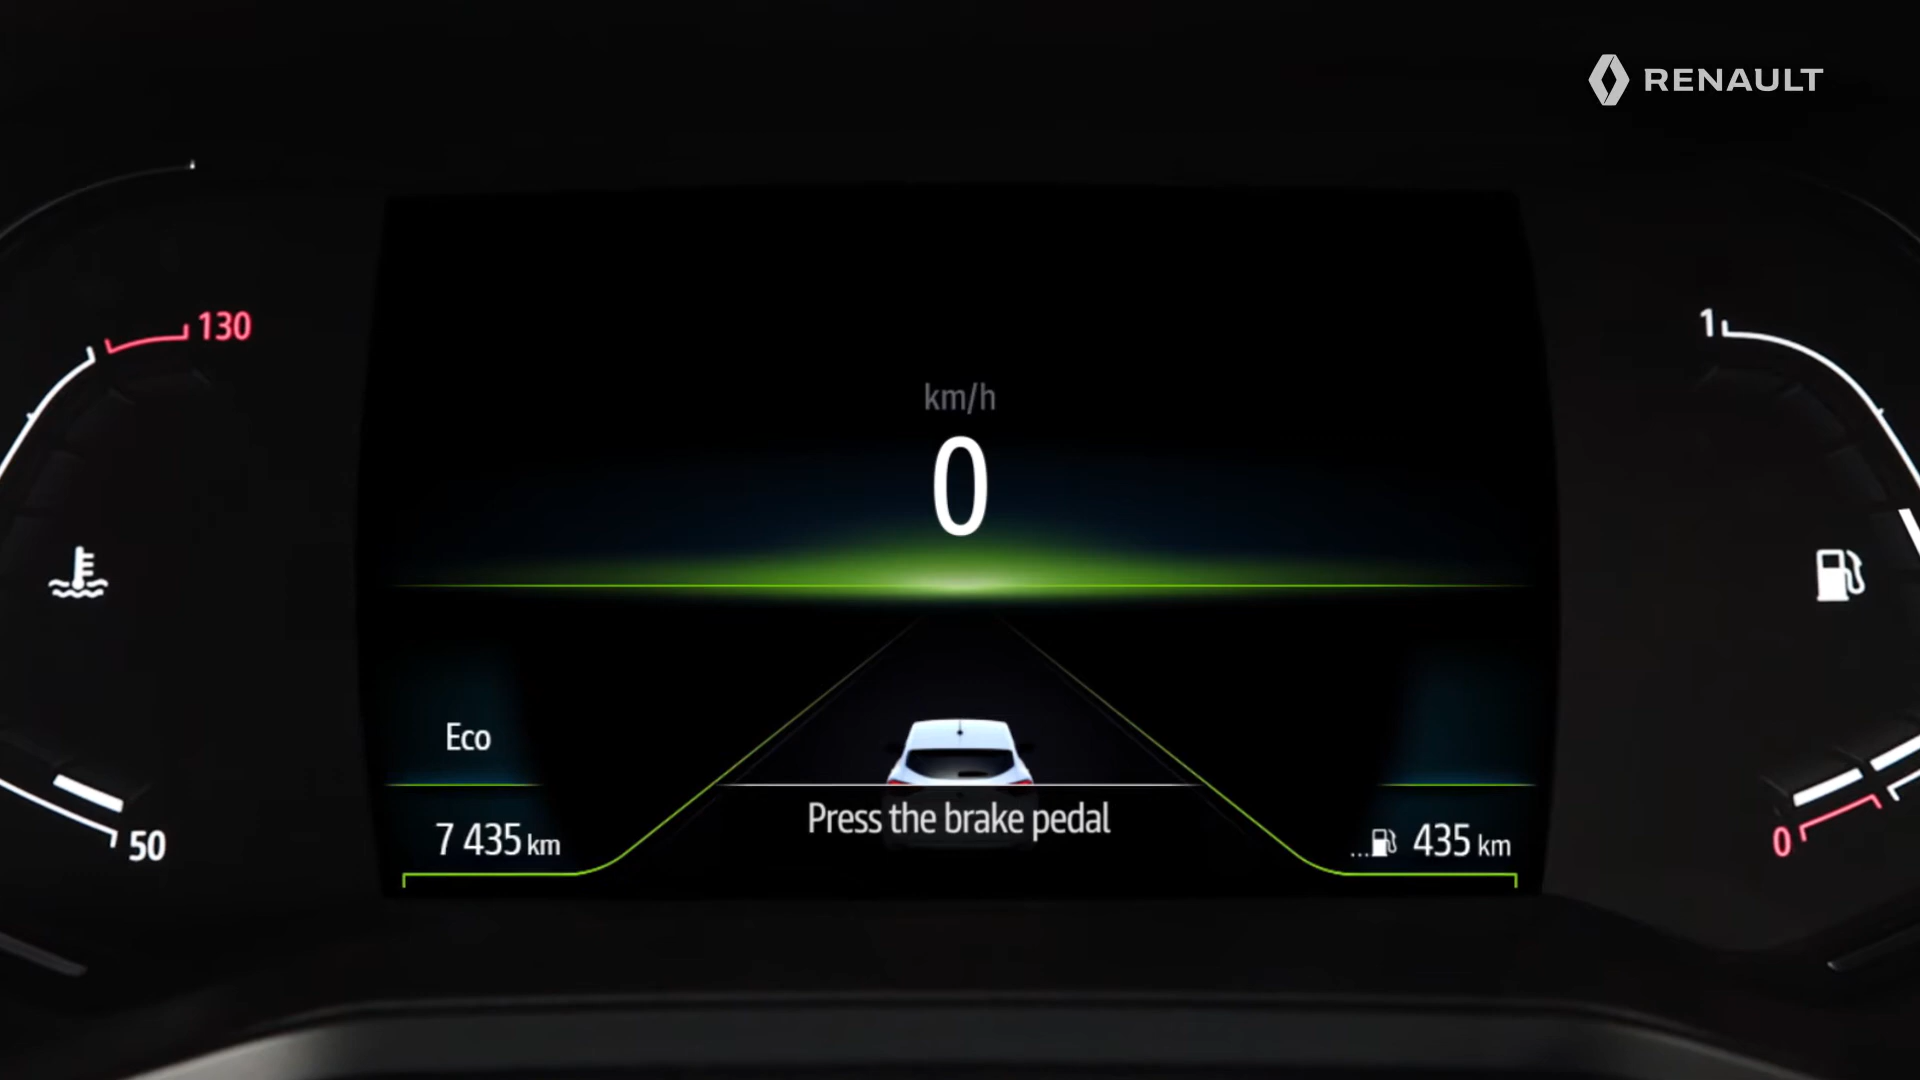 RENAULT
130
1
km/h
0
Eco
Press the brake pedal
7 435 km
... 435 km
50
0